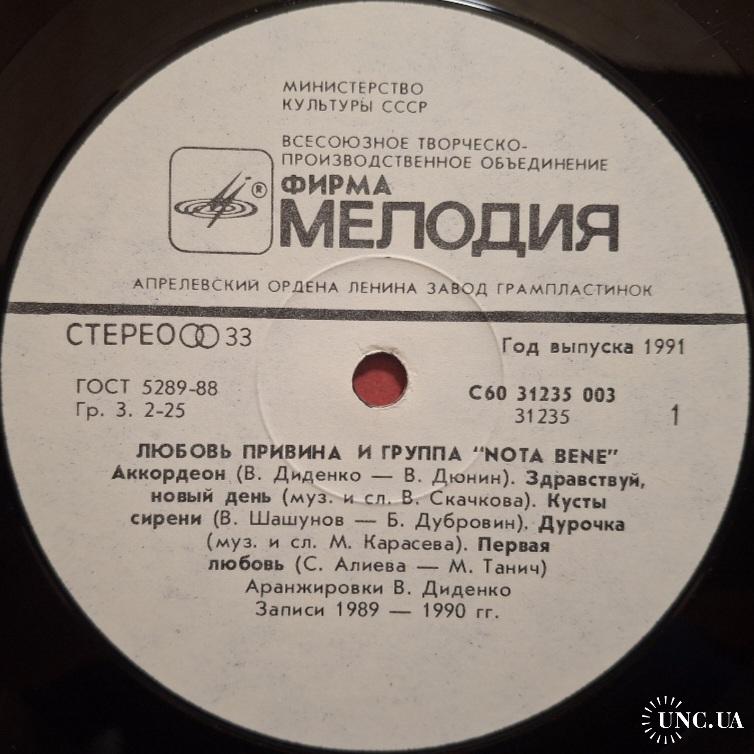 МИНИСТЕРСТВО
КУЛЬТУРЫ СССР
ВСЕСОЮЗНОЕ ТВОРЧЕСКО-
ПРОИЗВОДСТВЕННОЕ ОБЪЕДИНЕНИЕ
®
ФИРМА
МЕЛОДИЯ
АПРЕЛЕВСКИЙ ОРДЕНА ЛЕНИНА ЗАВОД ГРАМПЛАСТИНОК
СТЕРЕО 33
Год выпуска 1991
ГОСТ 5289-88
Гр. 3. 2-25
С60 31235 003
31235
1
ЛЮБОВЬ ПРИВИНА И ГРУППА "NOTA BENE"
Аккордеон (В. Диденко — В. Дюнин). Здравствуй,
новый день (муз. и сл. В. Скачкова). Кусты
сирени (В. Шашунов — Б. Дубровин). Дурочка
(муз. и сл. М. Карасева). Первая
любовь (С. Алиева — М. Танич)
Аранжировки В. Диденко
Записи 1989 — 1990 гг.
UNC.UA